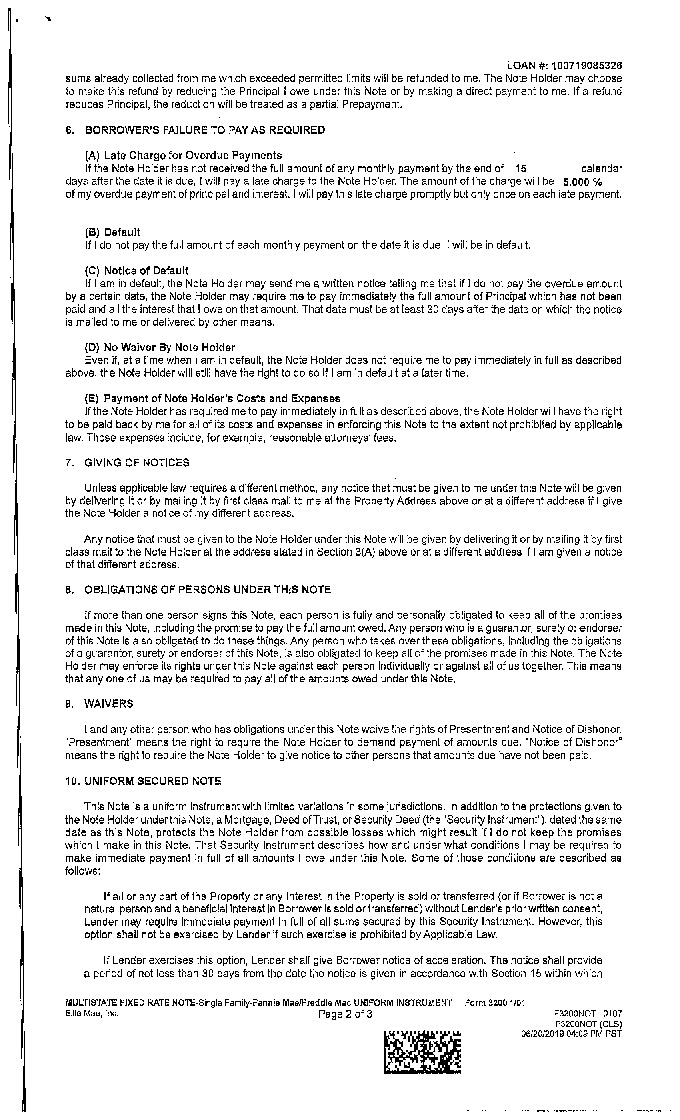 LOAN #: 100719085326
sums already collected from me which exceeded permitted limits will be refunded to me. The Note Holder may choose
to make this refund by reducing the Principal I owe under this Note or by making a direct payment to me. If a refund
reduces Principal, the reduction will be treated as a partial Prepayment.
6. BORROWER'S FAILURE TO PAY AS REQUIRED
(A) Late Charge for Overdue Payments
If the Note Holder has not received the full amount of any monthly payment by the end of 15 calendar
days after the date it is due, I will pay a late charge to the Note Holder. The amount of the charge will be 5.000 %
of my overdue payment of principal and interest. I will pay this late charge promptly but only once on each late payment.
(B) Default
If I do not pay the full amount of each monthly payment on the date it is due, I will be in default.
(C) Notice of Default
If I am in default, the Note Holder may send me a written notice telling me that if I do not pay the overdue amount
by a certain date, the Note Holder may require me to pay immediately the full amount of Principal which has not been
paid and all the interest that I owe on that amount. That date must be at least 30 days after the date on which the notice
is mailed to me or delivered by other means.
(D) No Waiver By Note Holder
Even if, at a time when I am in default, the Note Holder does not require me to pay immediately in full as described
above, the Note Holder will still have the right to do so if I am in default at a later time.
(E) Payment of Note Holder's Costs and Expenses
If the Note Holder has required me to pay immediately in full as described above, the Note Holder will have the right
to be paid back by me for all of its costs and expenses in enforcing this Note to the extent not prohibited by applicable
law. Those expenses include, for example, reasonable attorneys' fees.
7. GIVING OF NOTICES
Unless applicable law requires a different method, any notice that must be given to me under this Note will be given
by delivering it or by mailing it by first class mail to me at the Property Address above or at a different address if I give
the Note Holder a notice of my different address.
Any notice that must be given to the Note Holder under this Note will be given by delivering it or by mailing it by first
class mail to the Note Holder at the address stated in Section 3(A) above or at a different address if I am given a notice
of that different address.
8. OBLIGATIONS OF PERSONS UNDER THIS NOTE
If more than one person signs this Note, each person is fully and personally obligated to keep all of the promises
made in this Note, including the promise to pay the full amount owed. Any person who is a guarantor, surety or endorser
of this Note is also obligated to do these things. Any person who takes over these obligations, including the obligations
of a guarantor, surety or endorser of this Note, is also obligated to keep all of the promises made in this Note. The Note
Holder may enforce its rights under this Note against each person individually or against all of us together. This means
that any one of us may be required to pay all of the amounts owed under this Note.
9. WAIVERS
I and any other person who has obligations under this Note waive the rights of Presentment and Notice of Dishonor.
"Presentment" means the right to require the Note Holder to demand payment of amounts due. "Notice of Dishonor"
means the right to require the Note Holder to give notice to other persons that amounts due have not been paid.
10. UNIFORM SECURED NOTE
This Note is a uniform instrument with limited variations in some jurisdictions. In addition to the protections given to
the Note Holder under this Note, a Mortgage, Deed of Trust, or Security Deed (the "Security Instrument"), dated the same
date as this Note, protects the Note Holder from possible losses which might result if I do not keep the promises
which I make in this Note. That Security Instrument describes how and under what conditions I may be required to
make immediate payment in full of all amounts I owe under this Note. Some of those conditions are described as
follows:
If all or any part of the Property or any Interest in the Property is sold or transferred (or if Borrower is not a
natural person and a beneficial interest in Borrower is sold or transferred) without Lender's prior written consent,
Lender may require immediate payment in full of all sums secured by this Security Instrument. However, this
option shall not be exercised by Lender if such exercise is prohibited by Applicable Law.
If Lender exercises this option, Lender shall give Borrower notice of acceleration. The notice shall provide
a period of not less than 30 days from the date the notice is given in accordance with Section 15 within which
MULTISTATE FIXED RATE NOTE-Single Family-Fannie Mae/Freddie Mac UNIFORM INSTRUMENT Form 3200 1/01
Ellie Mae, Inc. Page 2 of 3 F3200NOT 0107
F3200NOT (CLS)
06/20/2019 04:09 PM PST